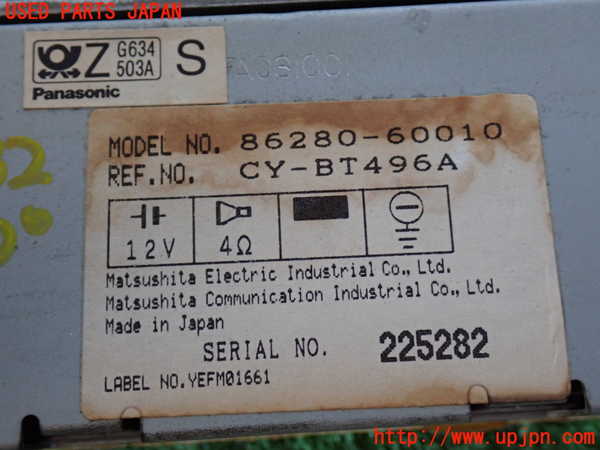 USED PARTS JAPAN
Z G634 503A S
Panasonic
MODEL NO. 86280-60010
REF.NO. CY-BT496A
12V 4Ω
Matsushita Electric Industrial Co., Ltd.
Matsushita Communication Industrial Co., Ltd.
Made in Japan
SERIAL NO. 225282
LABEL NO.YEFM01661
http://www.upjpn.com/